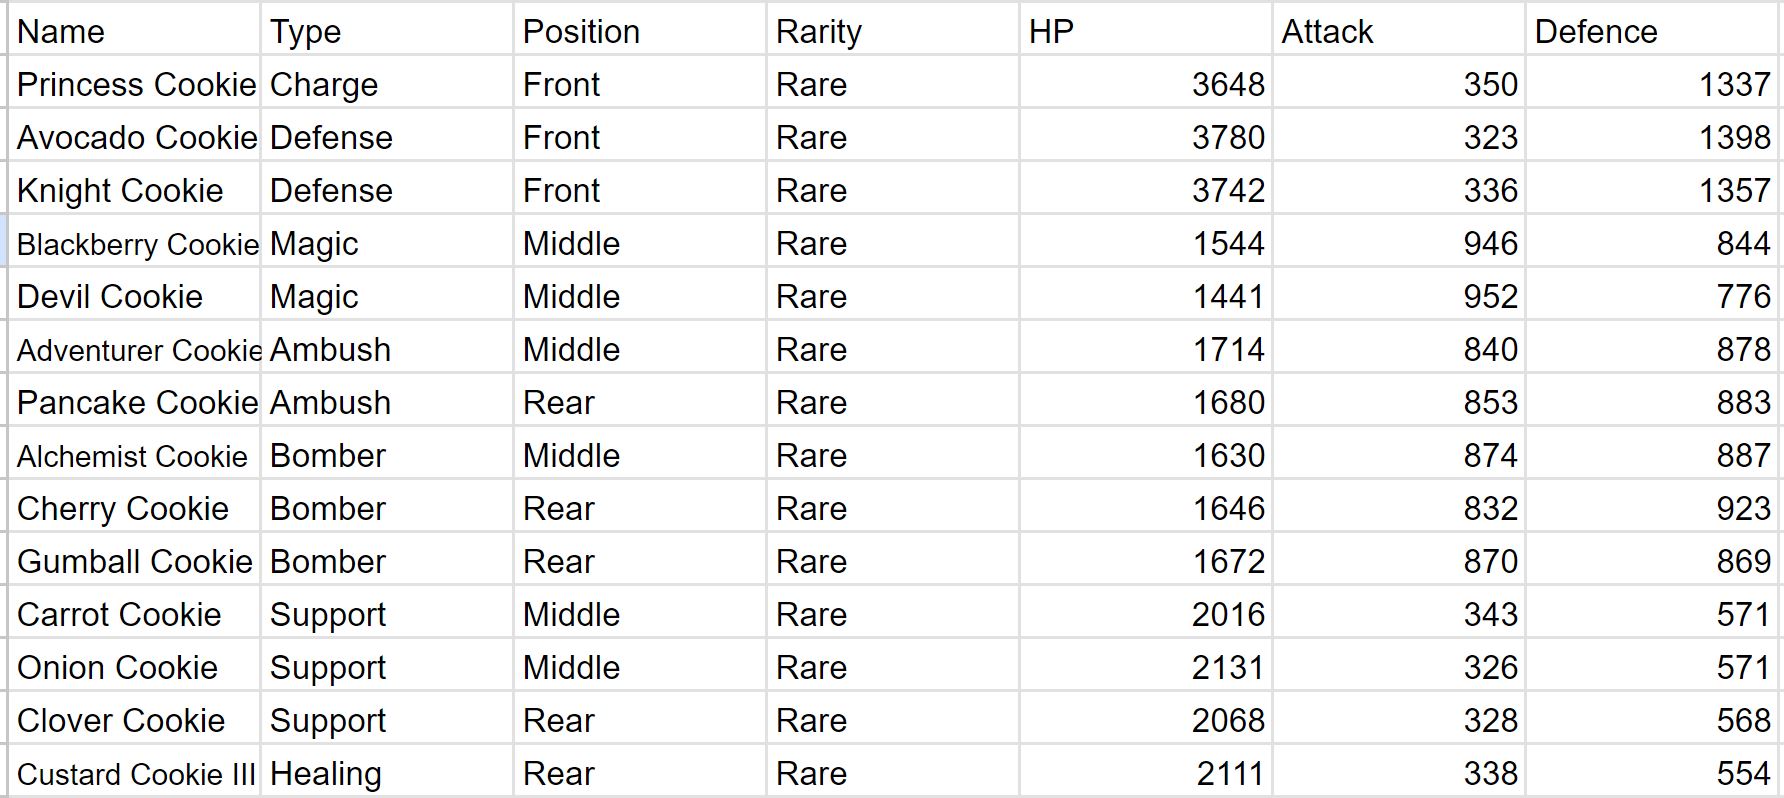 Name Type Position Rarity HP Attack Defence
Princess Cookie Charge Front Rare 3648 350 1337
Avocado Cookie Defense Front Rare 3780 323 1398
Knight Cookie Defense Front Rare 3742 336 1357
Blackberry Cookie Magic Middle Rare 1544 946 844
Devil Cookie Magic Middle Rare 1441 952 776
Adventurer Cookie Ambush Middle Rare 1714 840 878
Pancake Cookie Ambush Rear Rare 1680 853 883
Alchemist Cookie Bomber Middle Rare 1630 874 887
Cherry Cookie Bomber Rear Rare 1646 832 923
Gumball Cookie Bomber Rear Rare 1672 870 869
Carrot Cookie Support Middle Rare 2016 343 571
Onion Cookie Support Middle Rare 2131 326 571
Clover Cookie Support Rear Rare 2068 328 568
Custard Cookie III Healing Rear Rare 2111 338 554